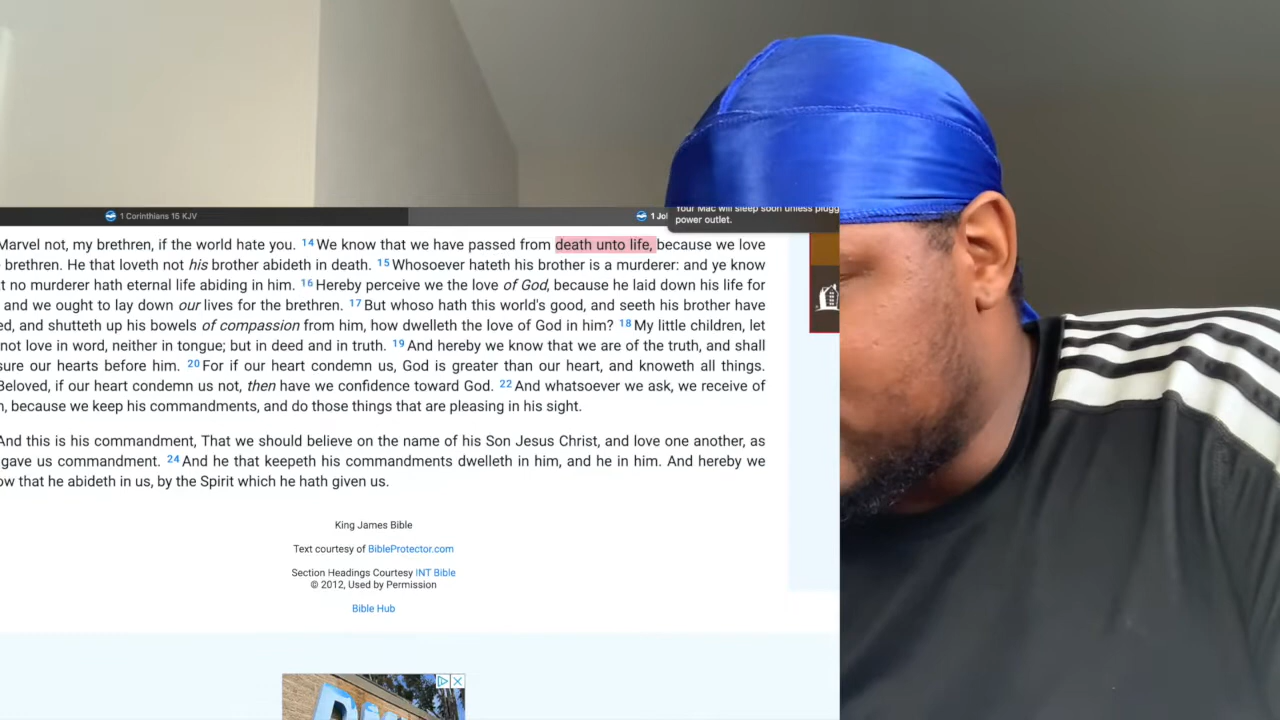 1 Corinthians 15 KJV
1 Jo
Your Mac will sleep soon unless plugg
power outlet.
Marvel not, my brethren, if the world hate you. 14 We know that we have passed from death unto life, because we love
brethren. He that loveth not his brother abideth in death. 15 Whosoever hateth his brother is a murderer: and ye know
t no murderer hath eternal life abiding in him. 16 Hereby perceive we the love of God, because he laid down his life for
and we ought to lay down our lives for the brethren. 17 But whoso hath this world's good, and seeth his brother have
ed, and shutteth up his bowels of compassion from him, how dwelleth the love of God in him? 18 My little children, let
not love in word, neither in tongue; but in deed and in truth. 19 And hereby we know that we are of the truth, and shall
sure our hearts before him. 20 For if our heart condemn us, God is greater than our heart, and knoweth all things.
Beloved, if our heart condemn us not, then have we confidence toward God. 22 And whatsoever we ask, we receive of
n, because we keep his commandments, and do those things that are pleasing in his sight.
And this is his commandment, That we should believe on the name of his Son Jesus Christ, and love one another, as
gave us commandment. 24 And he that keepeth his commandments dwelleth in him, and he in him. And hereby we
ow that he abideth in us, by the Spirit which he hath given us.
King James Bible
Text courtesy of BibleProtector.com
Section Headings Courtesy INT Bible
© 2012, Used by Permission
Bible Hub